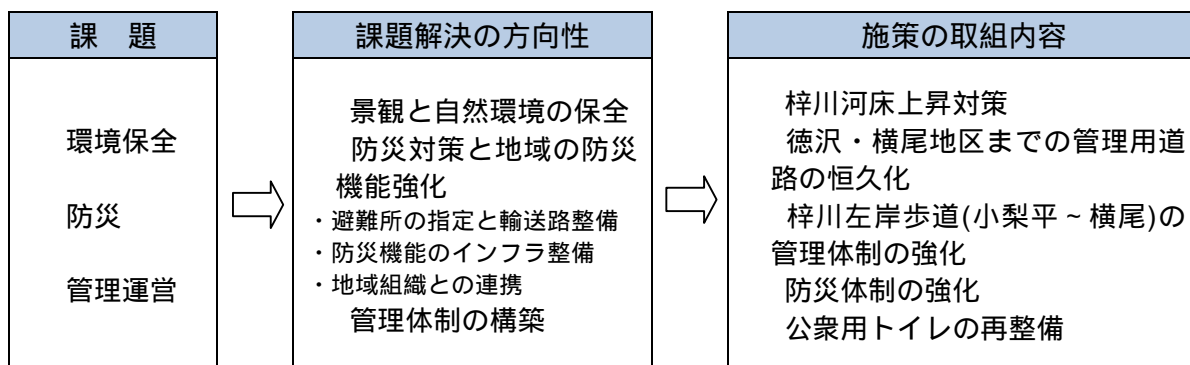 課　題
環境保全
防災
管理運営
課題解決の方向性
景観と自然環境の保全
防災対策と地域の防災
機能強化
・避難所の指定と輸送路整備
・防災機能のインフラ整備
・地域組織との連携
管理体制の構築
施策の取組内容
梓川河床上昇対策
徳沢・横尾地区までの管理用道
路の恒久化
梓川左岸歩道(小梨平～横尾)の
管理体制の強化
防災体制の強化
公衆用トイレの再整備